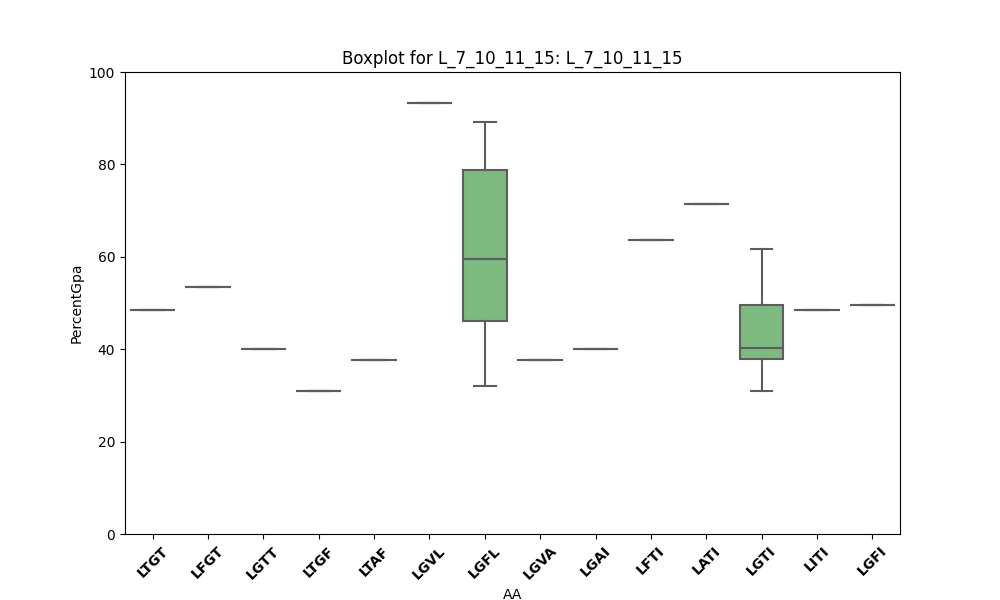 Boxplot for L_7_10_11_15: L_7_10_11_15
100
80
60
40
20
0
PercentGpa
LTGT LFGT LGTT LTGF LTAF LGVL LGFL LGVA LGAI LFTI LATI LGTI LITI LGFI
AA